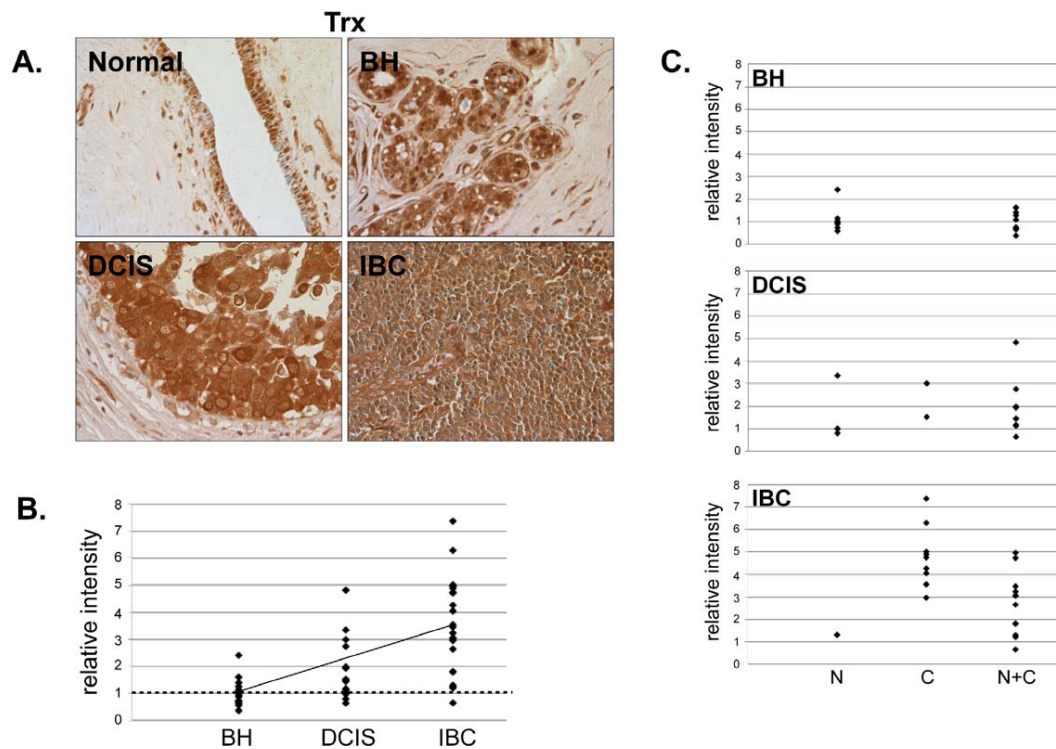 Trx
A.
Normal
BH
DCIS
IBC
B.
relative intensity
8
7
6
5
4
3
2
1
0
BH DCIS IBC
C.
BH
relative intensity
8
7
6
5
4
3
2
1
0
DCIS
relative intensity
8
7
6
5
4
3
2
1
0
IBC
relative intensity
8
7
6
5
4
3
2
1
0
N C N+C